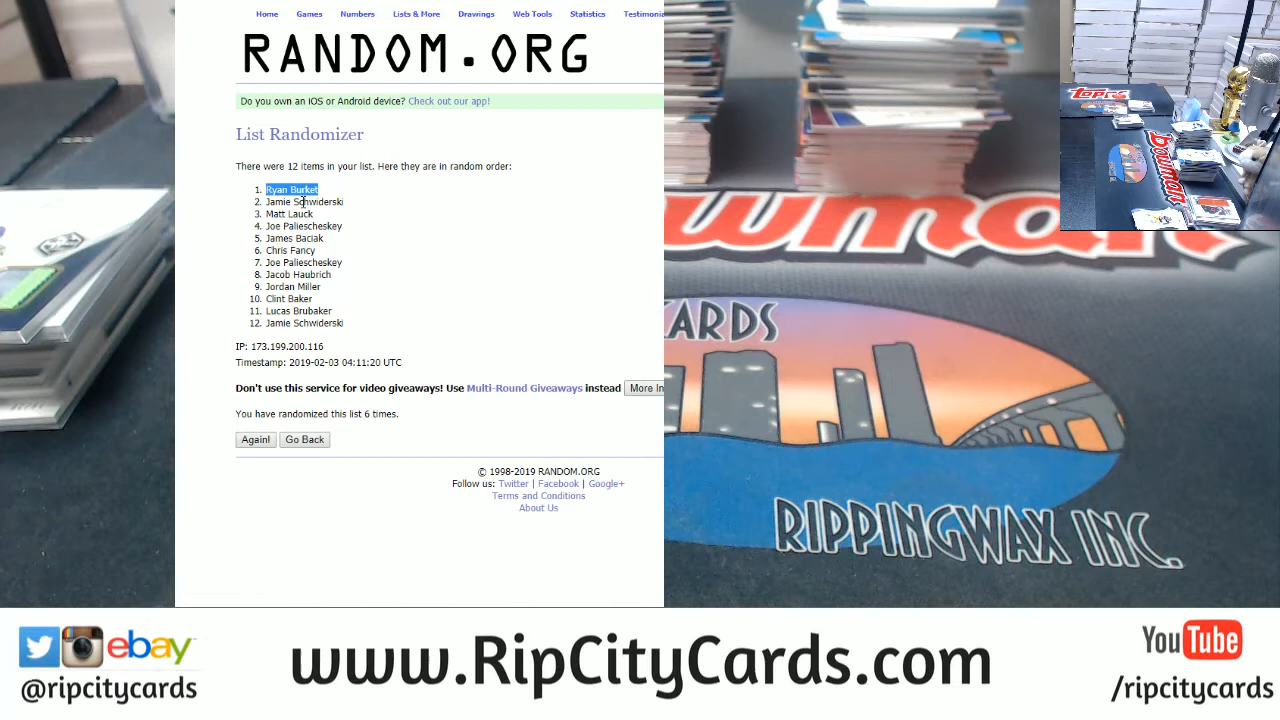 Home Games Numbers Lists & More Drawings Web Tools Statistics Testimonia
RANDOM.ORG
Do you own an iOS or Android device? Check out our app!
List Randomizer
There were 12 items in your list. Here they are in random order:
1. Ryan Burket
2. Jamie Schwiderski
3. Matt Lauck
4. Joe Paliescheskey
5. James Baciak
6. Chris Fancy
7. Joe Paliescheskey
8. Jacob Haubrich
9. Jordan Miller
10. Clint Baker
11. Lucas Brubaker
12. Jamie Schwiderski
IP: 173.199.200.116
Timestamp: 2019-02-03 04:11:20 UTC
Don't use this service for video giveaways! Use Multi-Round Giveaways instead More In
You have randomized this list 6 times.
Again! Go Back
© 1998-2019 RANDOM.ORG
Follow us: Twitter | Facebook | Google+
Terms and Conditions
About Us
Topps
Bowman
wman
CARDS
RIPPINGWAX INC.
ebay
@ripcitycards
www.RipCityCards.com
YouTube
/ripcitycards